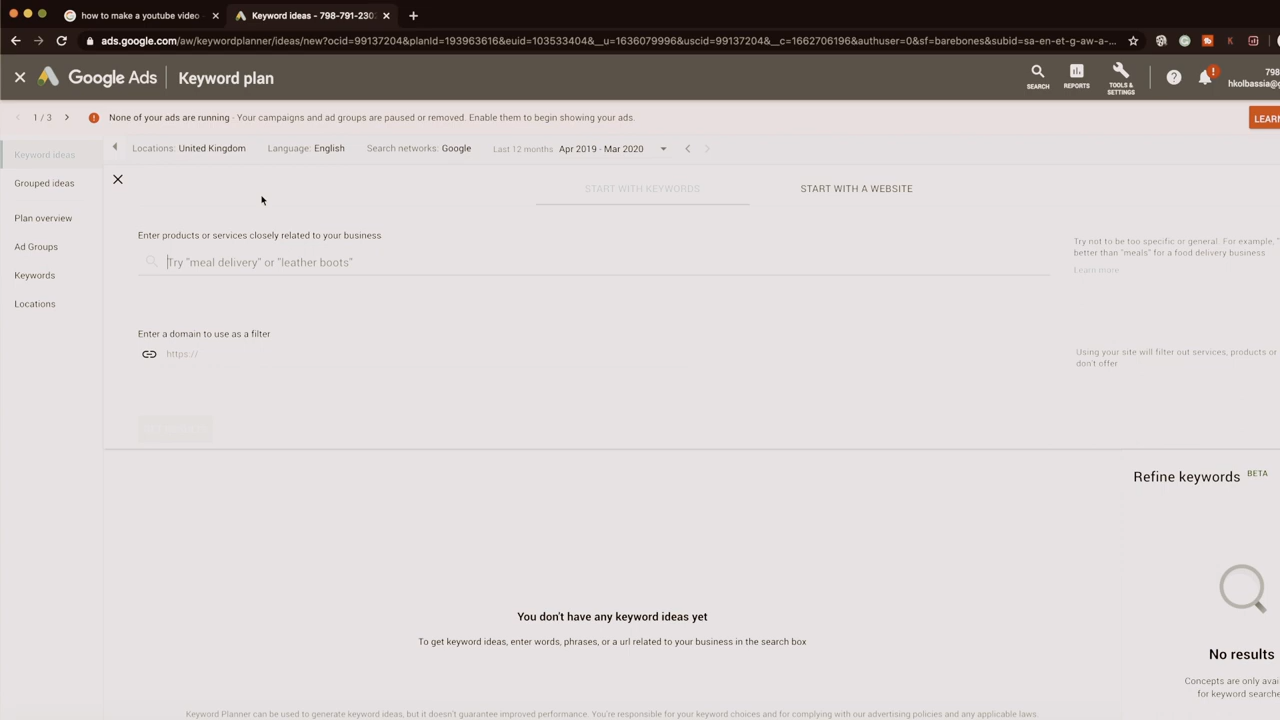 how to make a youtube video
Keyword ideas - 798-791-230
ads.google.com/aw/keywordplanner/ideas/new?ocid=99137204&planId=193963616&euid=103533404&__u=1636079996&uscid=99137204&__c=1662706196&authuser=0&sf=barebones&subid=sa-en-et-g-aw-a-...
Google Ads
Keyword plan
SEARCH
REPORTS
TOOLS &
SETTINGS
798
hkolbassia@g
1 / 3
None of your ads are running - Your campaigns and ad groups are paused or removed. Enable them to begin showing your ads.
LEARN
Keyword ideas
Grouped ideas
Plan overview
Ad Groups
Keywords
Locations
Locations: United Kingdom
Language: English
Search networks: Google
Last 12 months Apr 2019 - Mar 2020
START WITH KEYWORDS
START WITH A WEBSITE
Enter products or services closely related to your business
Try "meal delivery" or "leather boots"
Try not to be too specific or general. For example, "
better than "meals" for a food delivery business
Learn more
Enter a domain to use as a filter
https://
Using your site will filter out services, products or
don't offer
Refine keywords BETA
You don't have any keyword ideas yet
To get keyword ideas, enter words, phrases, or a url related to your business in the search box
No results
Concepts are only avai
for keyword searche
Keyword Planner can be used to generate keyword ideas, but it doesn't guarantee improved performance. You're responsible for your keyword choices and for complying with our advertising policies and any applicable laws.